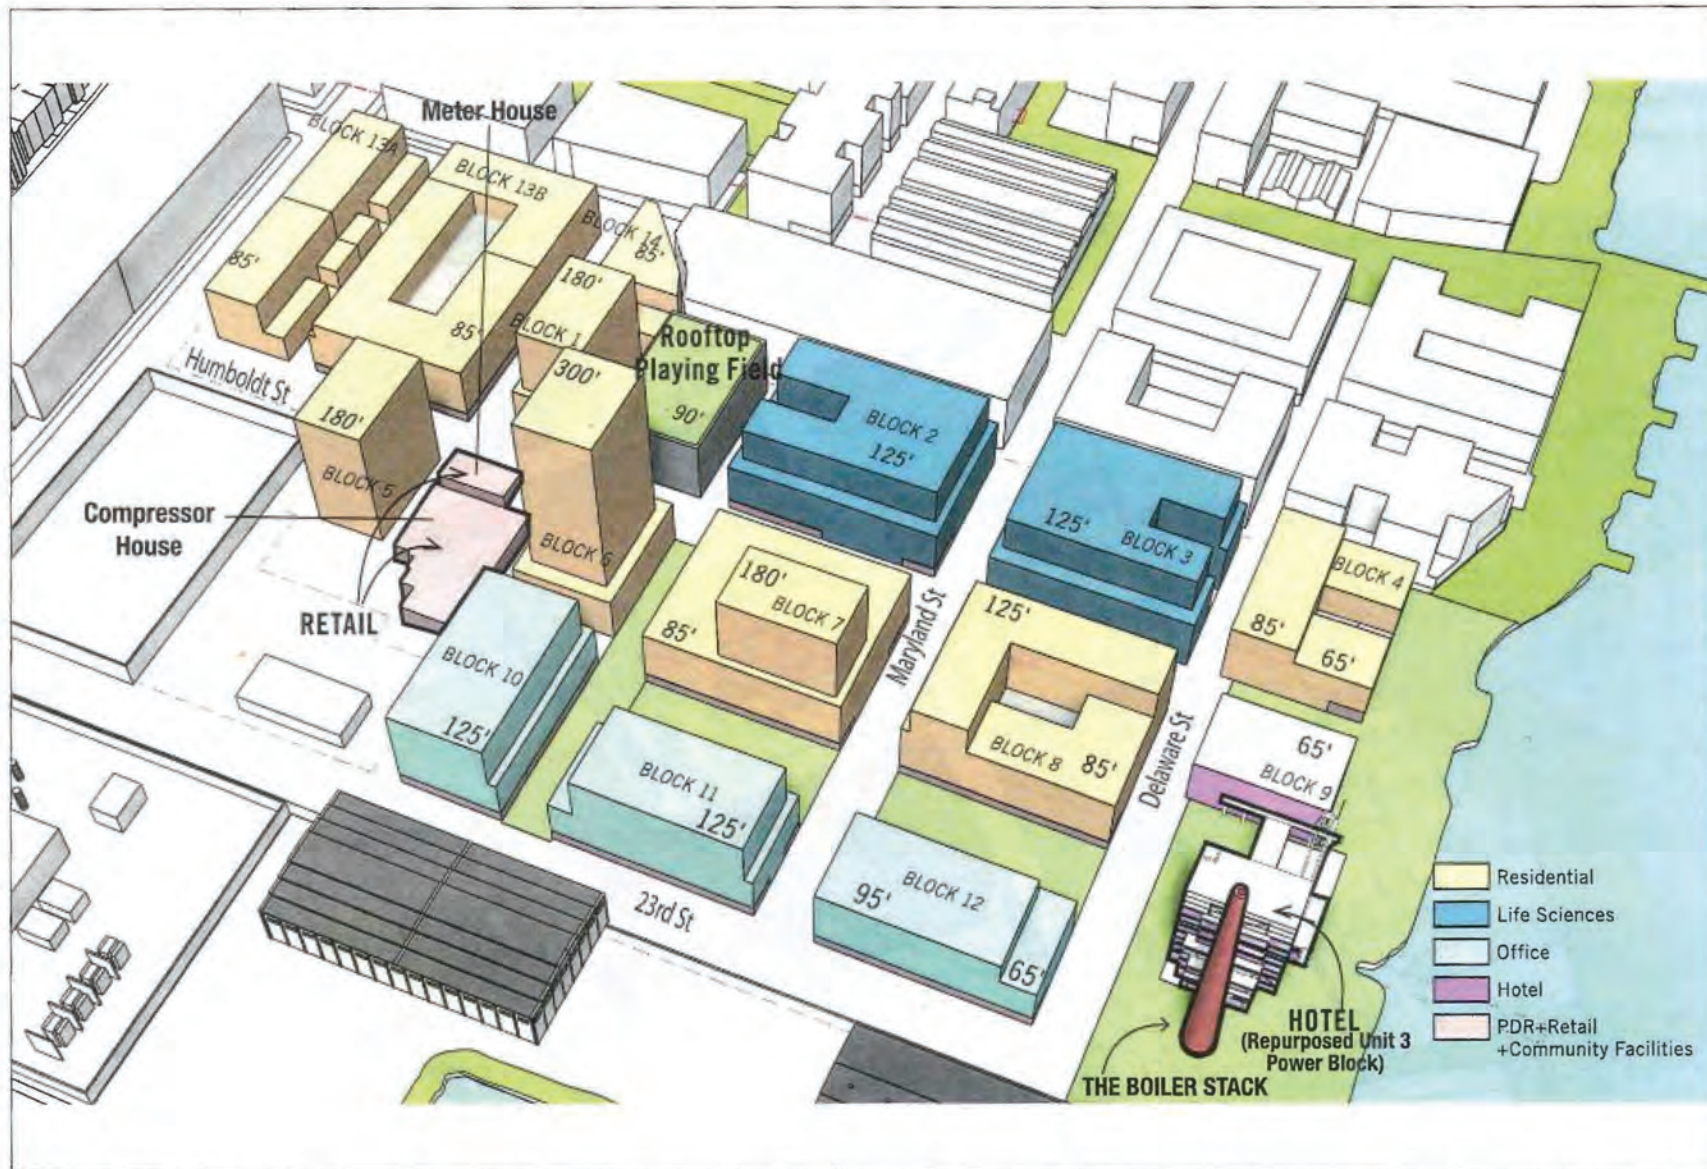 Meter House
BLOCK 13A
BLOCK 13B
BLOCK 14
85'
85'
180'
BLOCK 1
85'
Rooftop
Playing Field
90'
Humboldt St
300'
180'
BLOCK 5
BLOCK 2
125'
Compressor
House
125'
BLOCK 3
BLOCK 6
BLOCK 4
RETAIL
180'
BLOCK 7
85'
Maryland St
125'
85'
65'
BLOCK 10
125'
BLOCK 8
85'
Delaware St
65'
BLOCK 9
BLOCK 11
125'
23rd St
BLOCK 12
95'
65'
HOTEL
(Repurposed Unit 3
Power Block)
THE BOILER STACK
Residential
Life Sciences
Office
Hotel
PDR+Retail
+Community Facilities